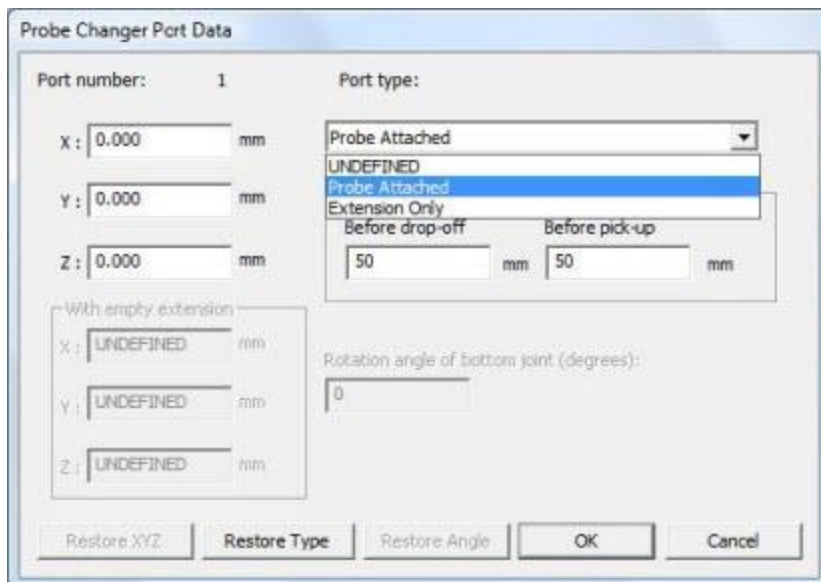 Probe Changer Port Data
Port number: 1 Port type:
X : 0.000 mm Probe Attached
UNDEFINED
Probe Attached
Extension Only
Y : 0.000 mm
Before drop-off Before pick-up
Z : 0.000 mm 50 mm 50 mm
With empty extension
X : UNDEFINED mm
Rotation angle of bottom joint (degrees):
Y : UNDEFINED mm 0
Z : UNDEFINED mm
Restore XYZ Restore Type Restore Angle OK Cancel